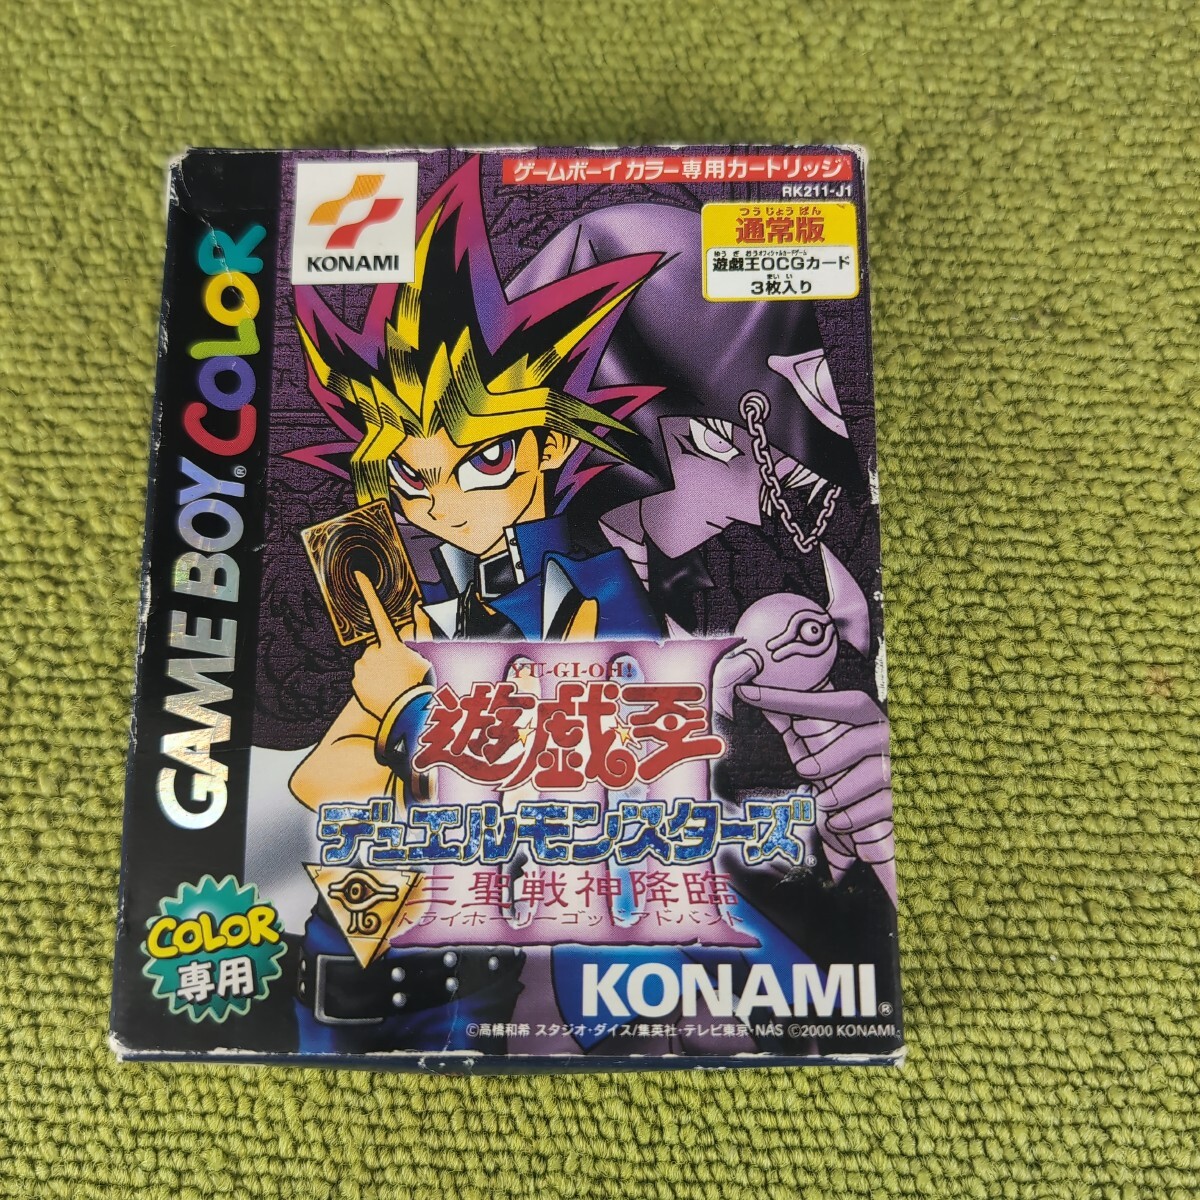 KONAMI
ゲームボーイカラー専用カートリッジ
RK211-J1
つうじょうばん
通常版
ゆうぎおうオフィシャルカードゲーム
遊戯王OCGカード
まいい
3枚入り
GAME BOY® COLOR
YU-GI-OH!
遊☆戯☆王
III
デュエルモンスターズ®
三聖戦神降臨
トライホーリーゴッドアドバント
COLOR
専用
KONAMI®
©高橋和希 スタジオ・ダイス/集英社・テレビ東京・NAS ©2000 KONAMI